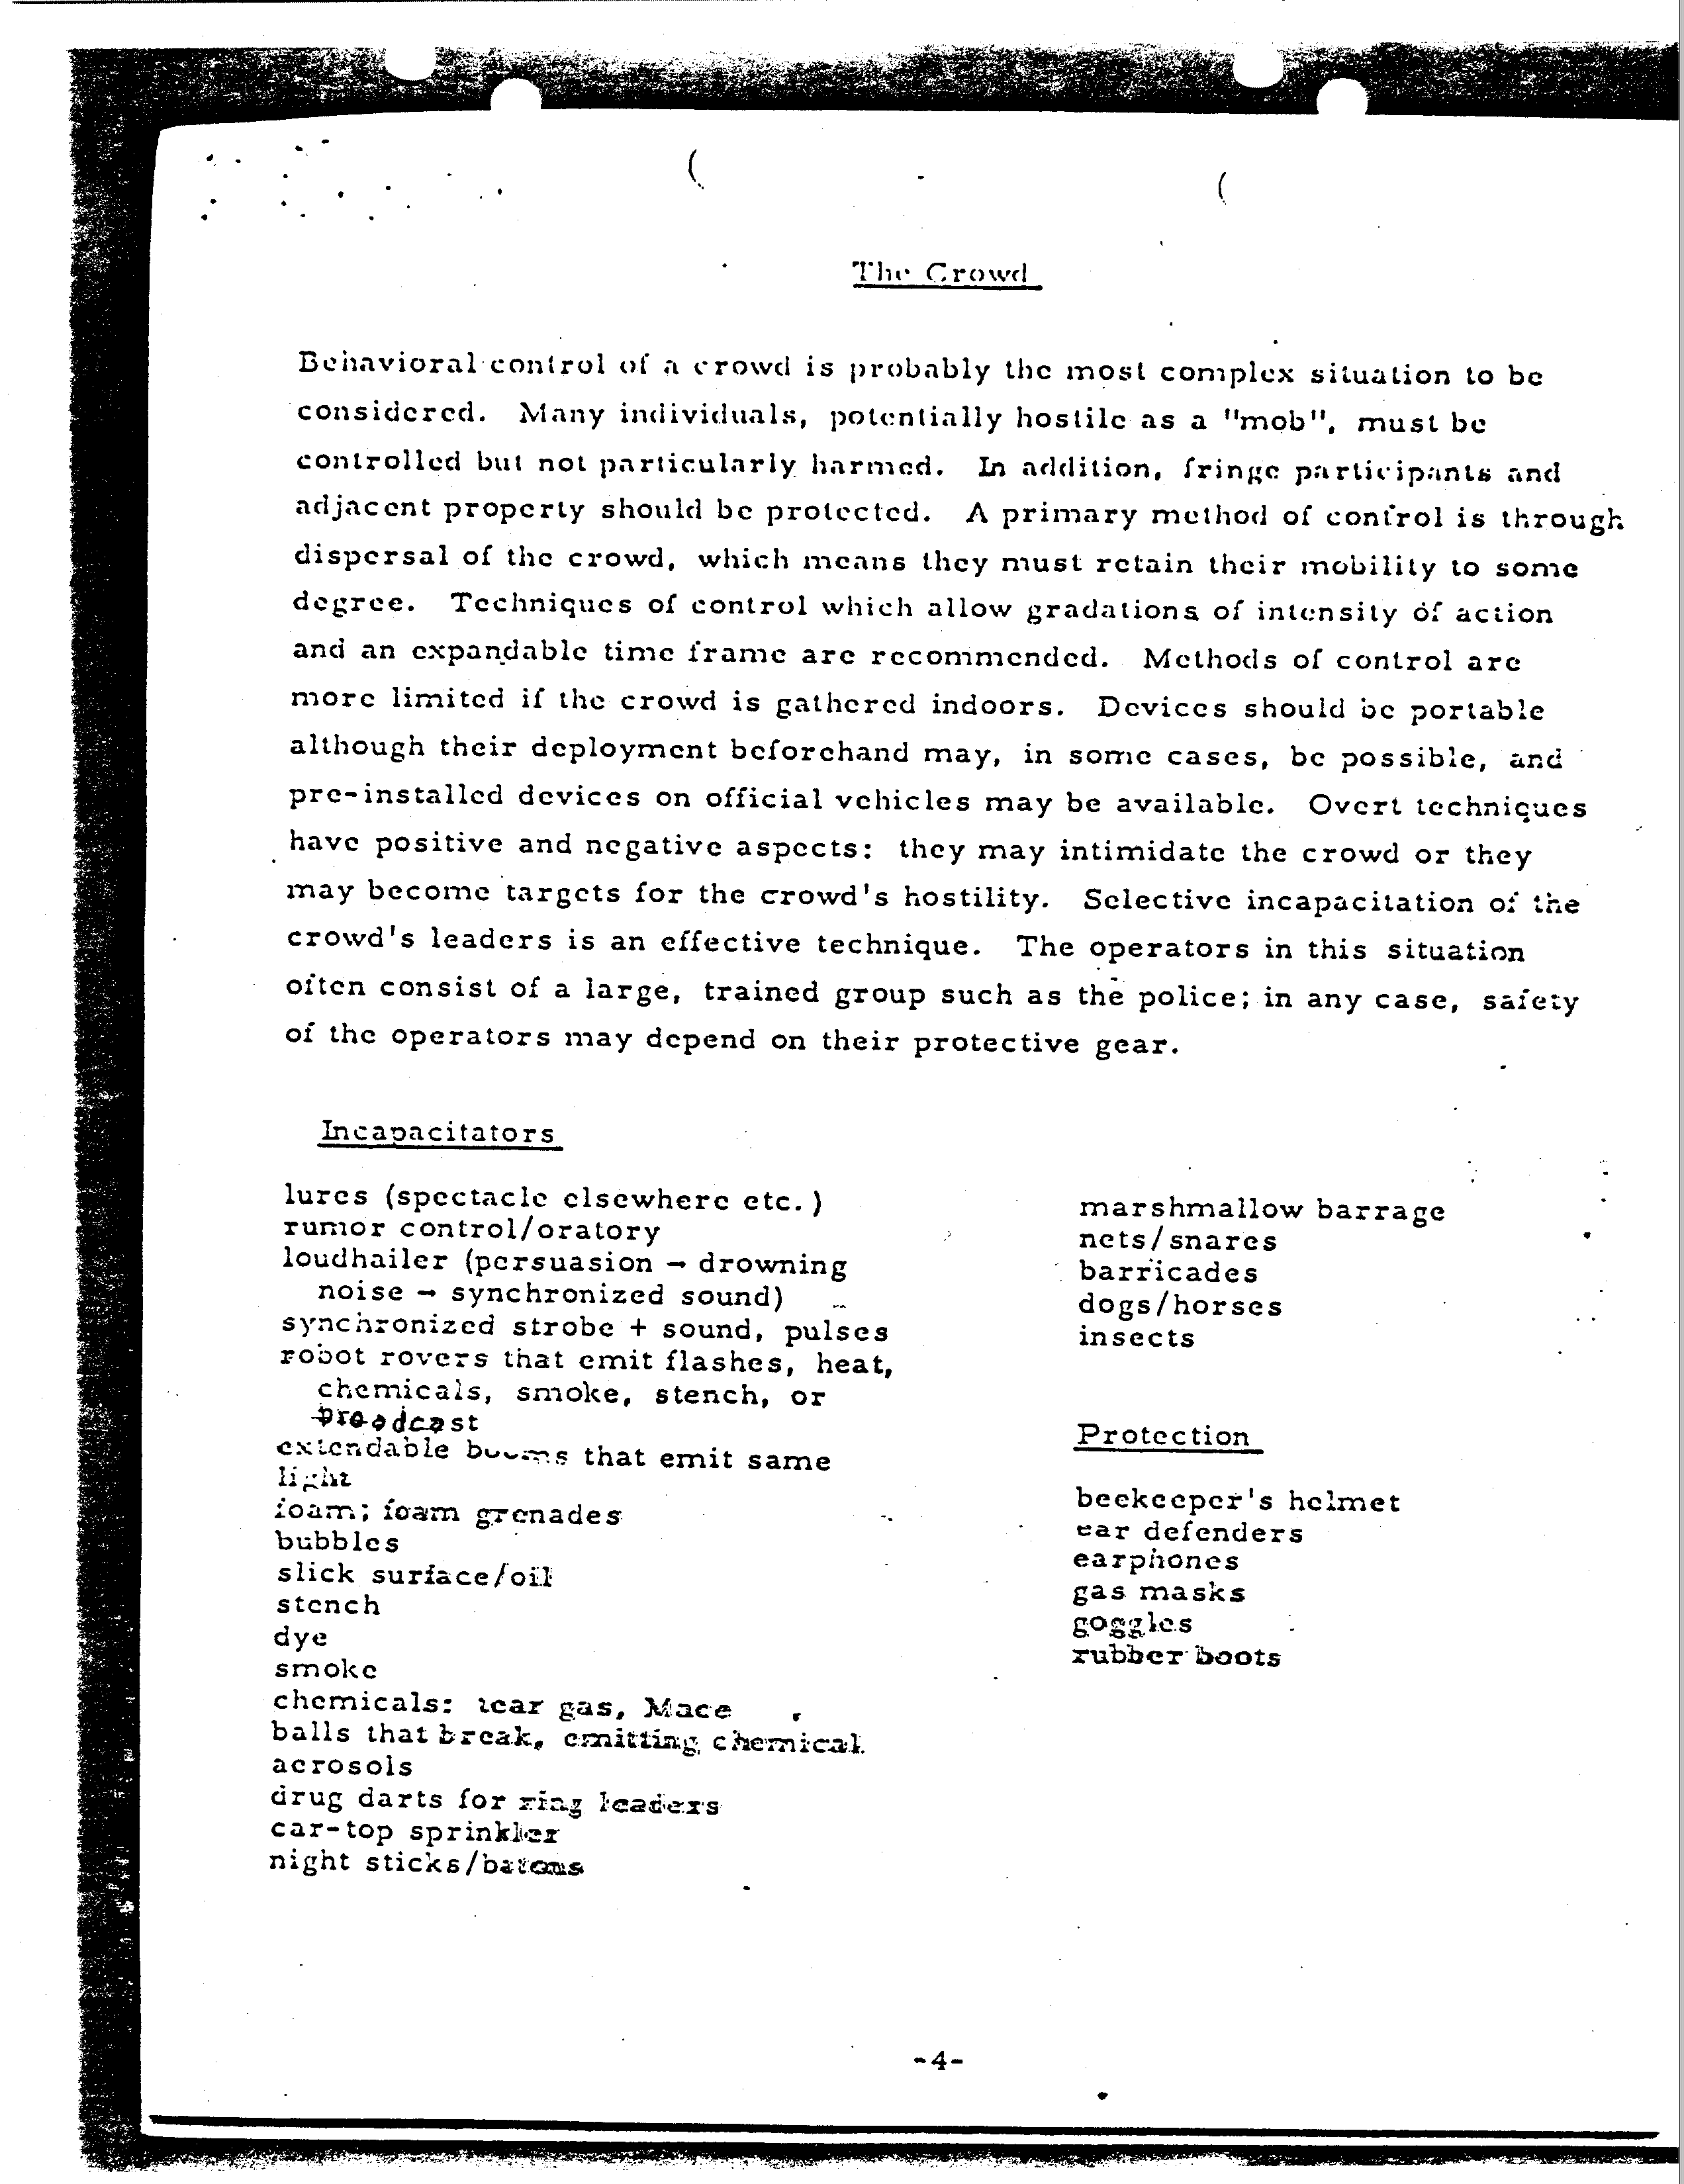 The Crowd
Behavioral control of a crowd is probably the most complex situation to be
considered. Many individuals, potentially hostile as a "mob", must be
controlled but not particularly harmed. In addition, fringe participants and
adjacent property should be protected. A primary method of control is through
dispersal of the crowd, which means they must retain their mobility to some
degree. Techniques of control which allow gradations of intensity of action
and an expandable time frame are recommended. Methods of control are
more limited if the crowd is gathered indoors. Devices should be portable
although their deployment beforehand may, in some cases, be possible, and
pre-installed devices on official vehicles may be available. Overt techniques
have positive and negative aspects: they may intimidate the crowd or they
may become targets for the crowd's hostility. Selective incapacitation of the
crowd's leaders is an effective technique. The operators in this situation
often consist of a large, trained group such as the police; in any case, safety
of the operators may depend on their protective gear.
Incapacitators
lures (spectacle elsewhere etc.)
rumor control/oratory
loudhailer (persuasion → drowning
noise → synchronized sound)
synchronized strobe + sound, pulses
robot rovers that emit flashes, heat,
chemicals, smoke, stench, or
broadcast
extendable booms that emit same
light
foam; foam grenades
bubbles
slick surface/oil
stench
dye
smoke
chemicals: tear gas, Mace
balls that break, emitting chemical
aerosols
drug darts for ring leaders
car-top sprinkler
night sticks/batons
marshmallow barrage
nets/snares
barricades
dogs/horses
insects
Protection
beekeeper's helmet
ear defenders
earphones
gas masks
goggles
rubber boots
-4-